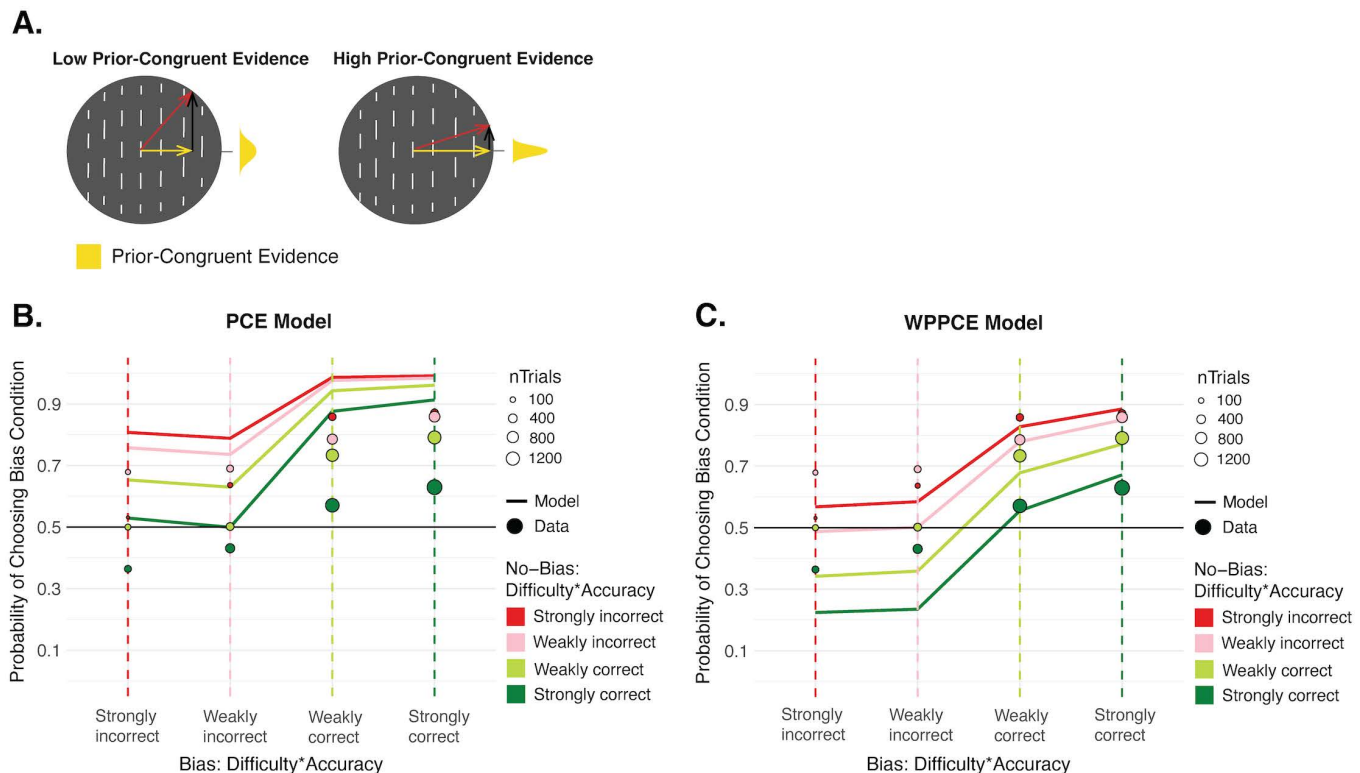 A.
Low Prior-Congruent Evidence
High Prior-Congruent Evidence
Prior-Congruent Evidence
B.
PCE Model
Probability of Choosing Bias Condition
0.9
0.7
0.5
0.3
0.1
Strongly
incorrect
Weakly
incorrect
Weakly
correct
Strongly
correct
Bias: Difficulty*Accuracy
nTrials
100
400
800
1200
Model
Data
No−Bias:
Difficulty*Accuracy
Strongly incorrect
Weakly incorrect
Weakly correct
Strongly correct
C.
WPPCE Model
Probability of Choosing Bias Condition
0.9
0.7
0.5
0.3
0.1
Strongly
incorrect
Weakly
incorrect
Weakly
correct
Strongly
correct
Bias: Difficulty*Accuracy
nTrials
100
400
800
1200
Model
Data
No−Bias:
Difficulty*Accuracy
Strongly incorrect
Weakly incorrect
Weakly correct
Strongly correct